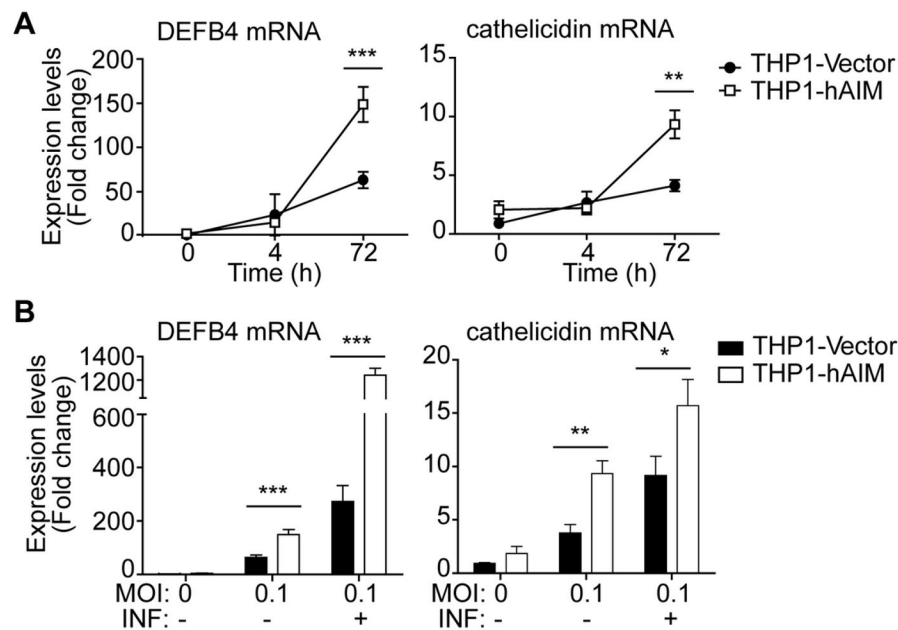 A
DEFB4 mRNA
cathelicidin mRNA
Expression levels
(Fold change)
200
150
100
50
0
***
0 4 72
Time (h)
15
10
5
0
**
0 4 72
Time (h)
THP1-Vector
THP1-hAIM
B
DEFB4 mRNA
cathelicidin mRNA
Expression levels
(Fold change)
1400
1200
600
400
200
0
***
***
20
15
10
5
0
**
*
THP1-Vector
THP1-hAIM
MOI: 0 0.1 0.1
INF: - - +
0 0.1 0.1
- - +